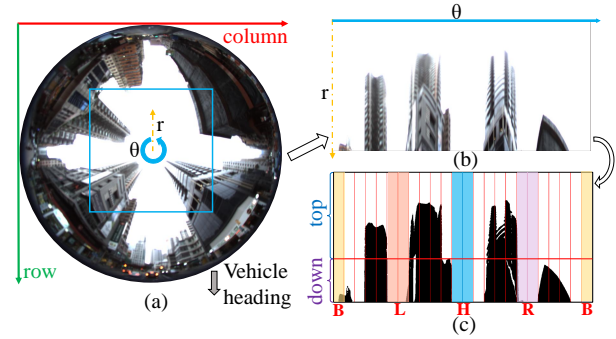 column
θ
r
r
θ
(b)
row
Vehicle
heading
(a)
top
down
B
L
H
R
B
(c)